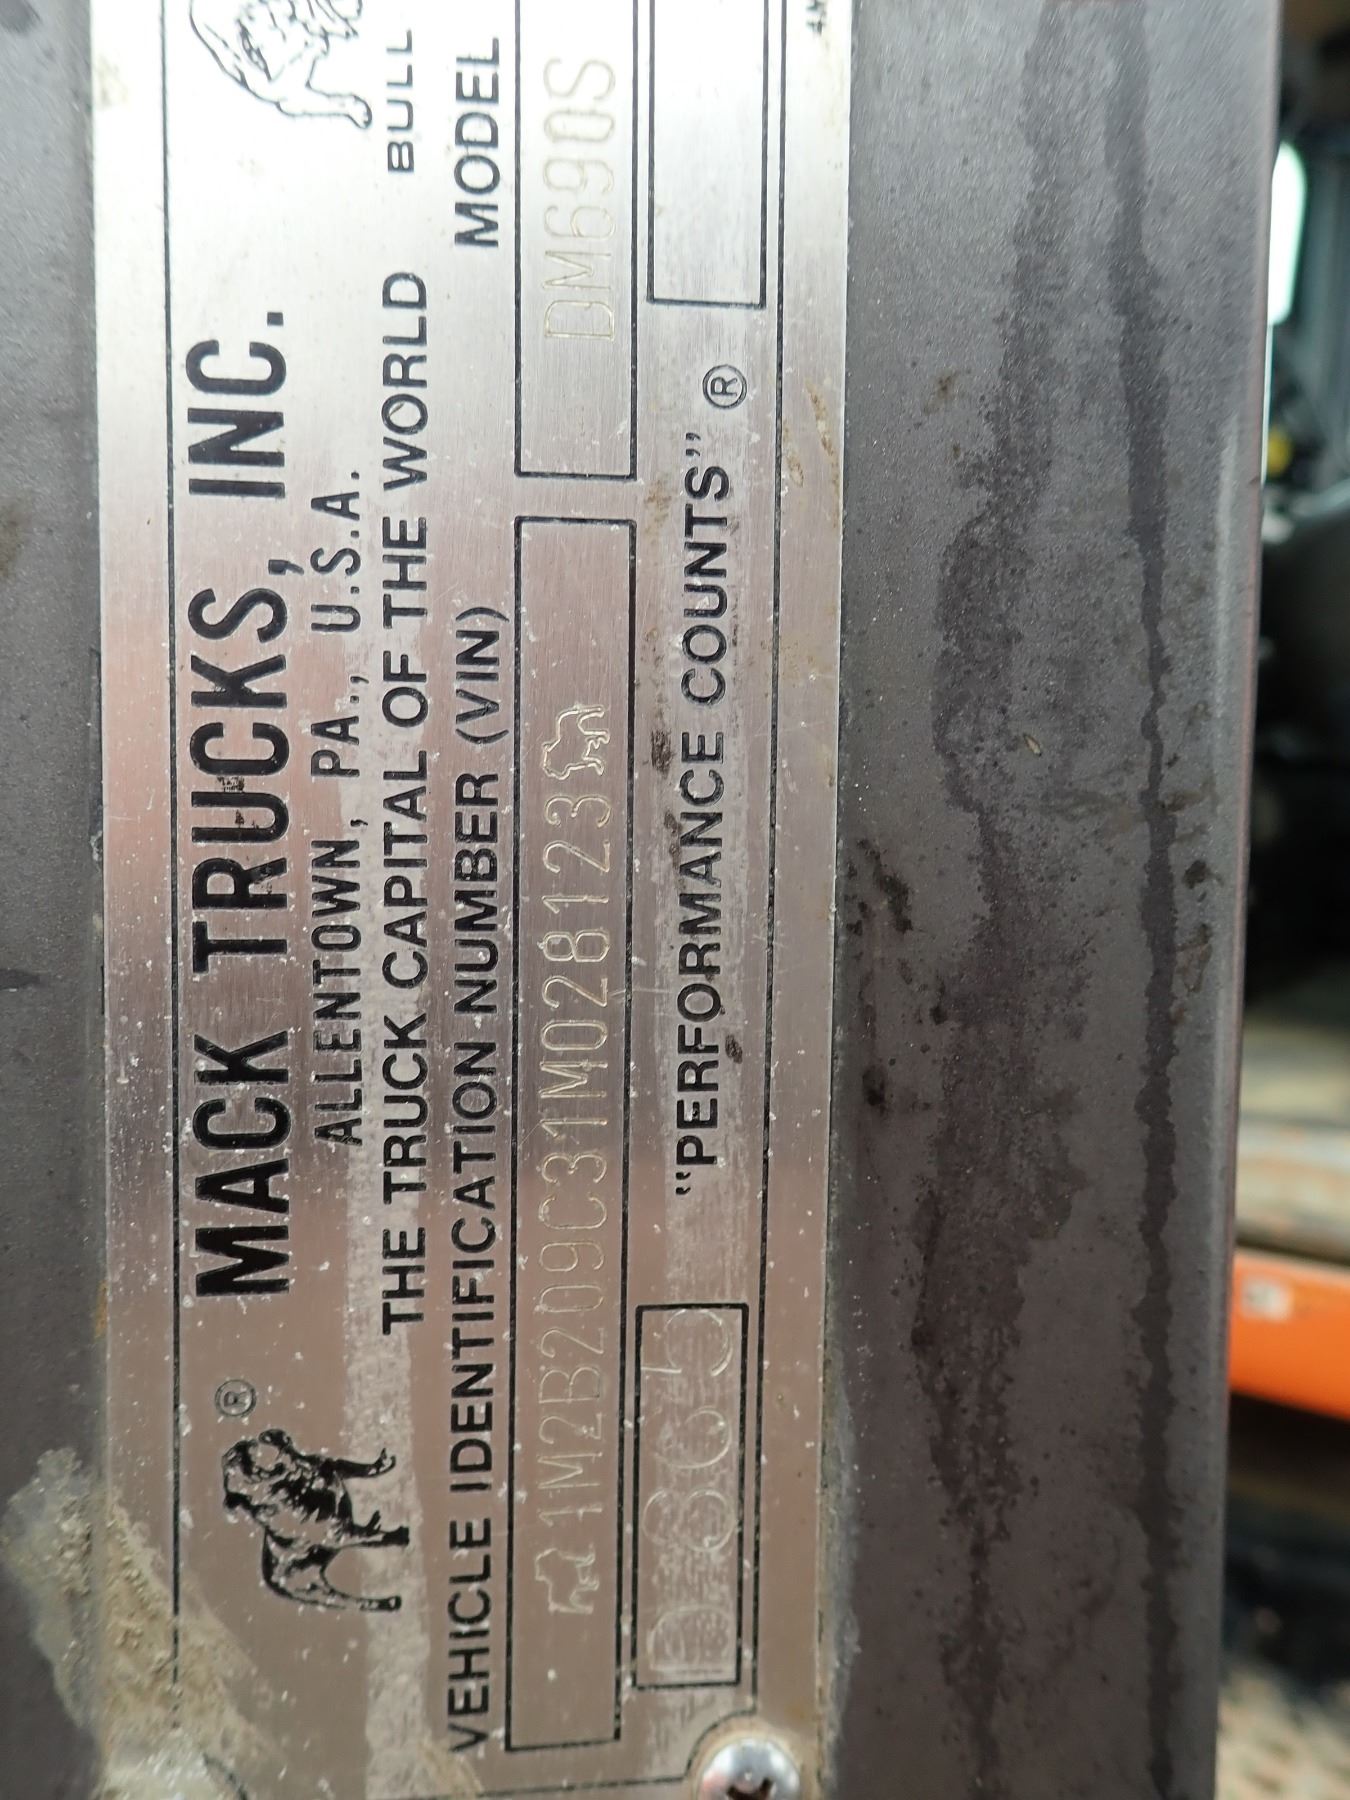 MACK TRUCKS, INC.
ALLENTOWN, PA., U.S.A.
THE TRUCK CAPITAL OF THE WORLD
BULL
VEHICLE IDENTIFICATION NUMBER (VIN)
MODEL
1M2B209C31M028123
DM690S
"PERFORMANCE COUNTS"®